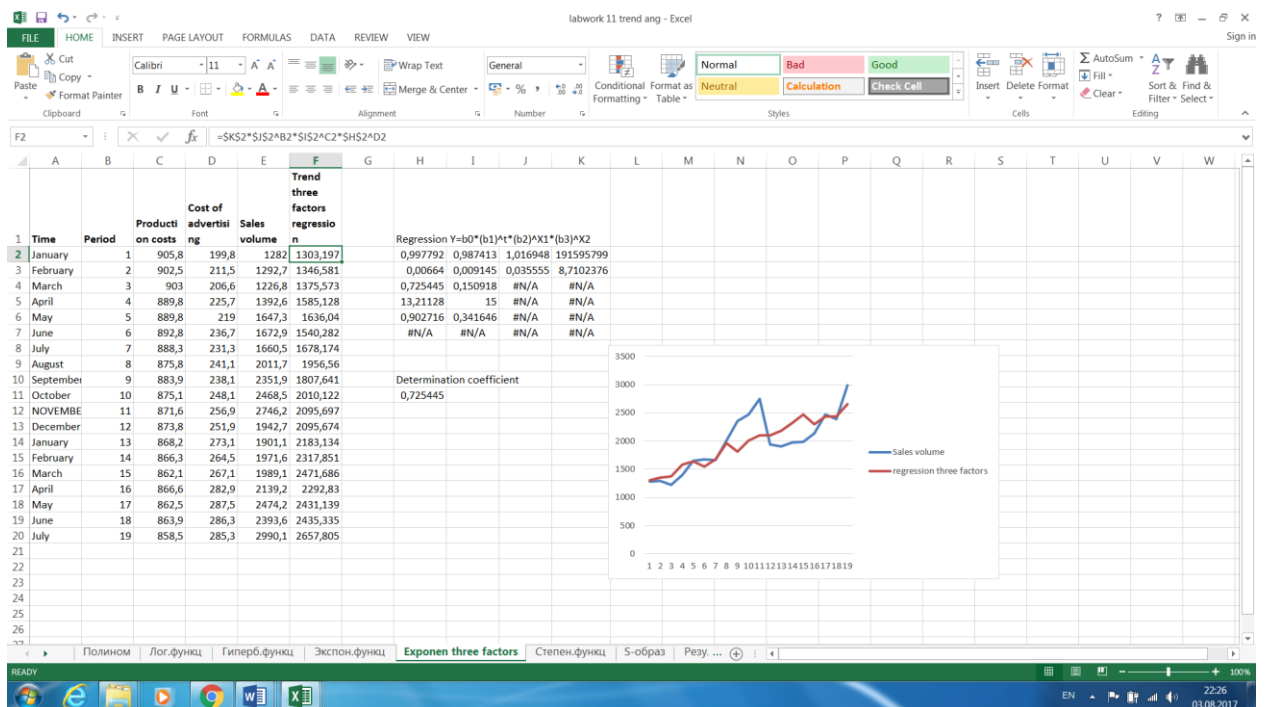 labwork 11 trend ang - Excel
Sign in
FILE HOME INSERT PAGE LAYOUT FORMULAS DATA REVIEW VIEW
Paste
Cut
Copy
Format Painter
Clipboard
Calibri 11
B I U
Font
Wrap Text
Merge & Center
Alignment
General
Number
Conditional Formatting
Format as Table
Normal Bad Good
Neutral Calculation Check Cell
Styles
Insert Delete Format
Cells
AutoSum
Fill
Clear
Sort & Filter
Find & Select
Editing
F2 fx =$K$2*$J$2^B2*$I$2^C2*$H$2^D2
A B C D E F G H I J K L M N O P Q R S T U V W
1 Time Period Producti on costs Cost of advertisi ng Sales volume Trend three factors regressio n Regression Y=b0*(b1)^t*(b2)^X1*(b3)^X2
2 January 1 905,8 199,8 1282 1303,197 0,997792 0,987413 1,016948 191595799
3 February 2 902,5 211,5 1292,7 1346,581 0,00664 0,009145 0,035555 8,7102376
4 March 3 903 206,6 1226,8 1375,573 0,725445 0,150918 #N/A #N/A
5 April 4 889,8 225,7 1392,6 1585,128 13,21128 15 #N/A #N/A
6 May 5 889,8 219 1647,3 1636,04 0,902716 0,341646 #N/A #N/A
7 June 6 892,8 236,7 1672,9 1540,282 #N/A #N/A #N/A #N/A
8 July 7 888,3 231,3 1660,5 1678,174
9 August 8 875,8 241,1 2011,7 1956,56
10 September 9 883,9 238,1 2351,9 1807,641 Determination coefficient
11 October 10 875,1 248,1 2468,5 2010,122 0,725445
12 NOVEMBE 11 871,6 256,9 2746,2 2095,697
13 December 12 873,8 251,9 1942,7 2095,674
14 January 13 868,2 273,1 1901,1 2183,134
15 February 14 866,3 264,5 1971,6 2317,851
16 March 15 862,1 267,1 1989,1 2471,686
17 April 16 866,6 282,9 2139,2 2292,83
18 May 17 862,5 287,5 2474,2 2431,139
19 June 18 863,9 286,3 2393,6 2435,335
20 July 19 858,5 285,3 2990,1 2657,805
21
22
23
24
25
26
3500
3000
2500
2000
1500
1000
500
0
1 2 3 4 5 6 7 8 9 10111213141516171819
Sales volume
regression three factors
Полином Лог.функц Гиперб.функц Экспон.функц Exponen three factors Степен.функц S-образ Резу. ...
READY
100%
EN
22:26
03.08.2017